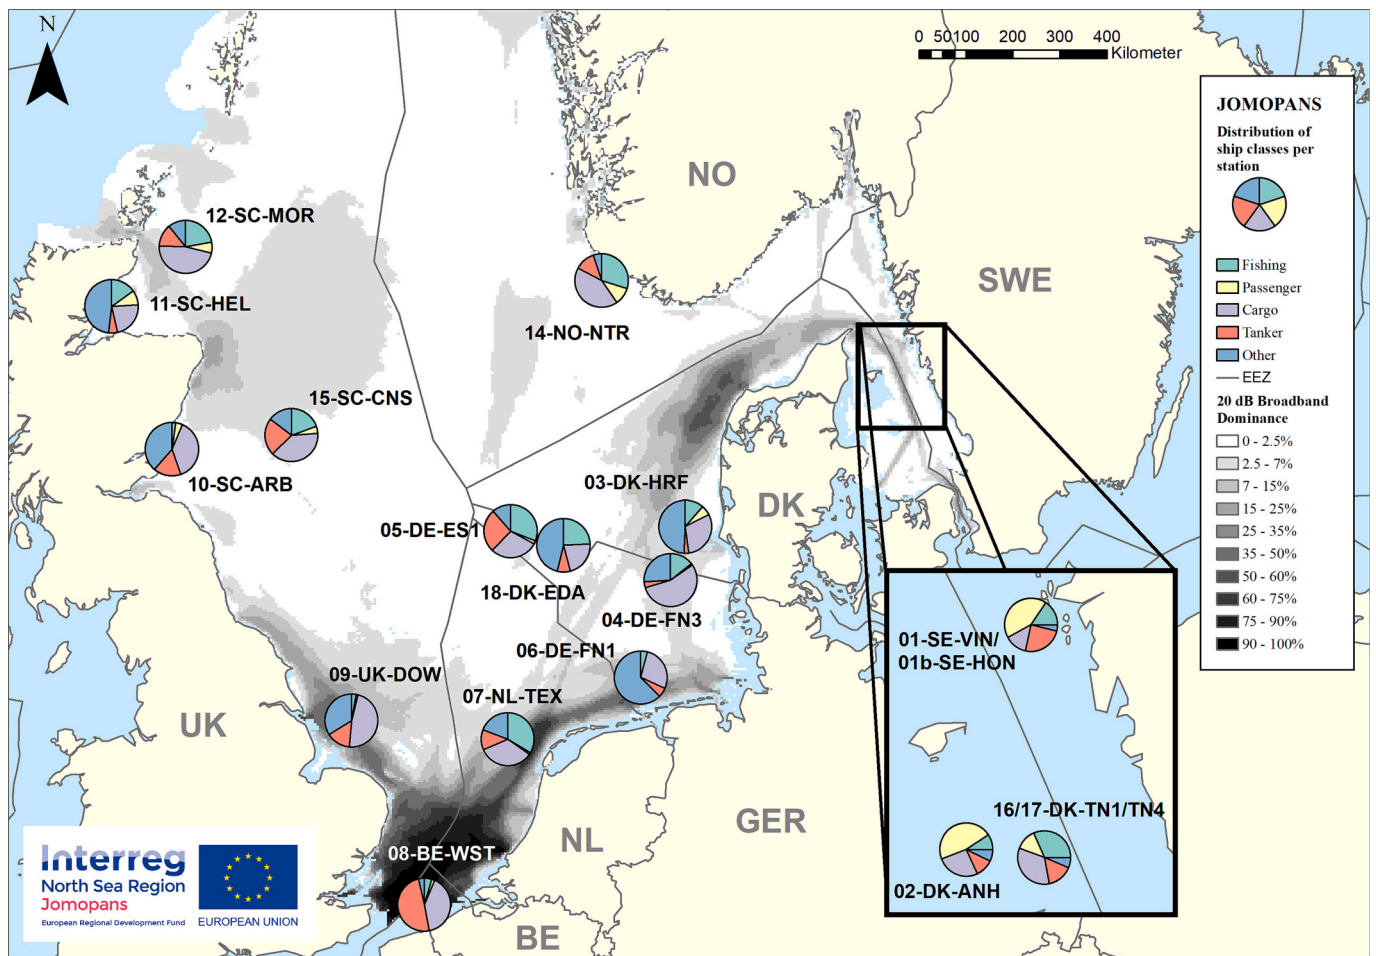 N
0 50100 200 300 400
Kilometer
NO
SWE
DK
UK
NL
GER
BE
12-SC-MOR
11-SC-HEL
14-NO-NTR
15-SC-CNS
10-SC-ARB
03-DK-HRF
05-DE-ES1
18-DK-EDA
04-DE-FN3
06-DE-FN1
09-UK-DOW
07-NL-TEX
08-BE-WST
01-SE-VIN/
01b-SE-HON
16/17-DK-TN1/TN4
02-DK-ANH
JOMOPANS
Distribution of
ship classes per
station
Fishing
Passenger
Cargo
Tanker
Other
EEZ
20 dB Broadband
Dominance
0 - 2.5%
2.5 - 7%
7 - 15%
15 - 25%
25 - 35%
35 - 50%
50 - 60%
60 - 75%
75 - 90%
90 - 100%
Interreg
North Sea Region
Jomopans
European Regional Development Fund
EUROPEAN UNION